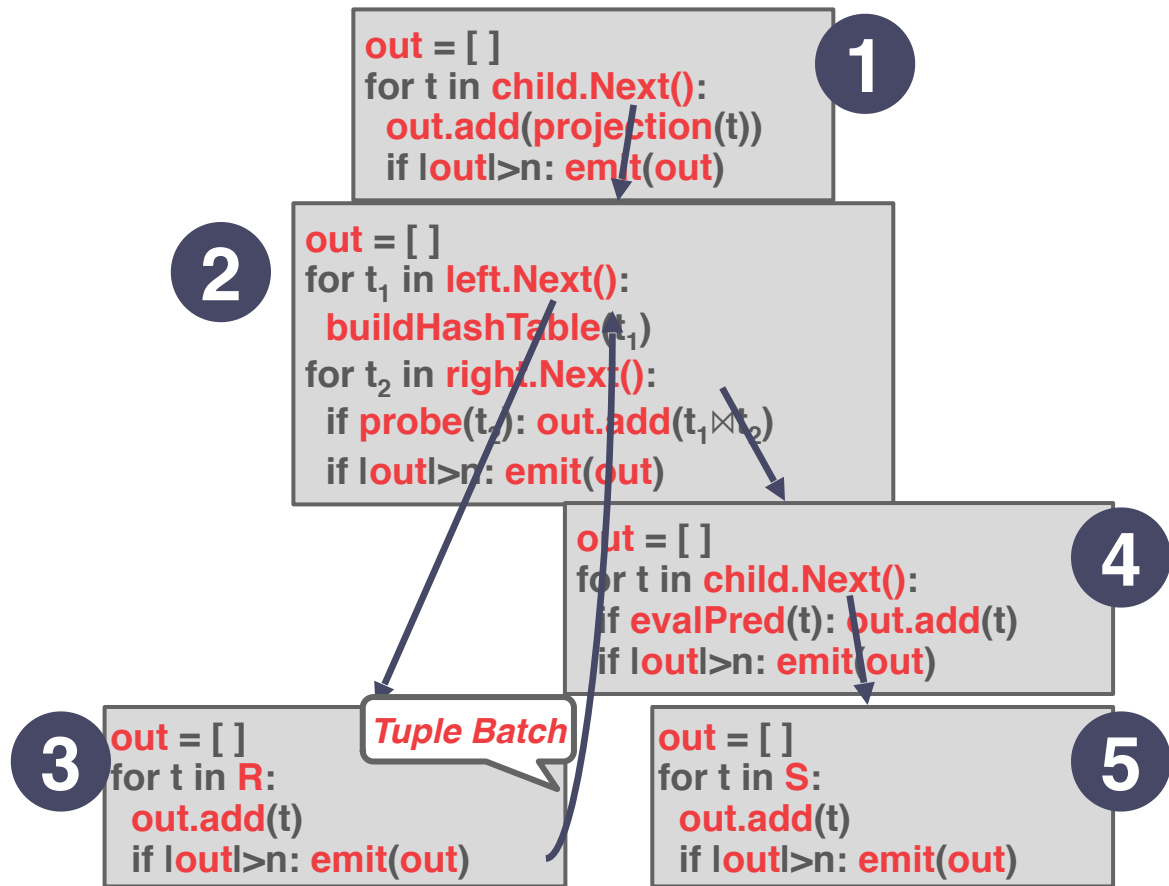 1
out = [ ]
for t in child.Next():
out.add(projection(t))
if |out|>n: emit(out)
2
out = [ ]
for t₁ in left.Next():
buildHashTable(t₁)
for t₂ in right.Next():
if probe(t₂): out.add(t₁⨝t₂)
if |out|>n: emit(out)
4
out = [ ]
for t in child.Next():
if evalPred(t): out.add(t)
if |out|>n: emit(out)
3
Tuple Batch
out = [ ]
for t in R:
out.add(t)
if |out|>n: emit(out)
5
out = [ ]
for t in S:
out.add(t)
if |out|>n: emit(out)